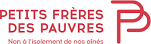 PETITS FRÈRES
DES PAUVRES
Non à l'isolement de nos aînés